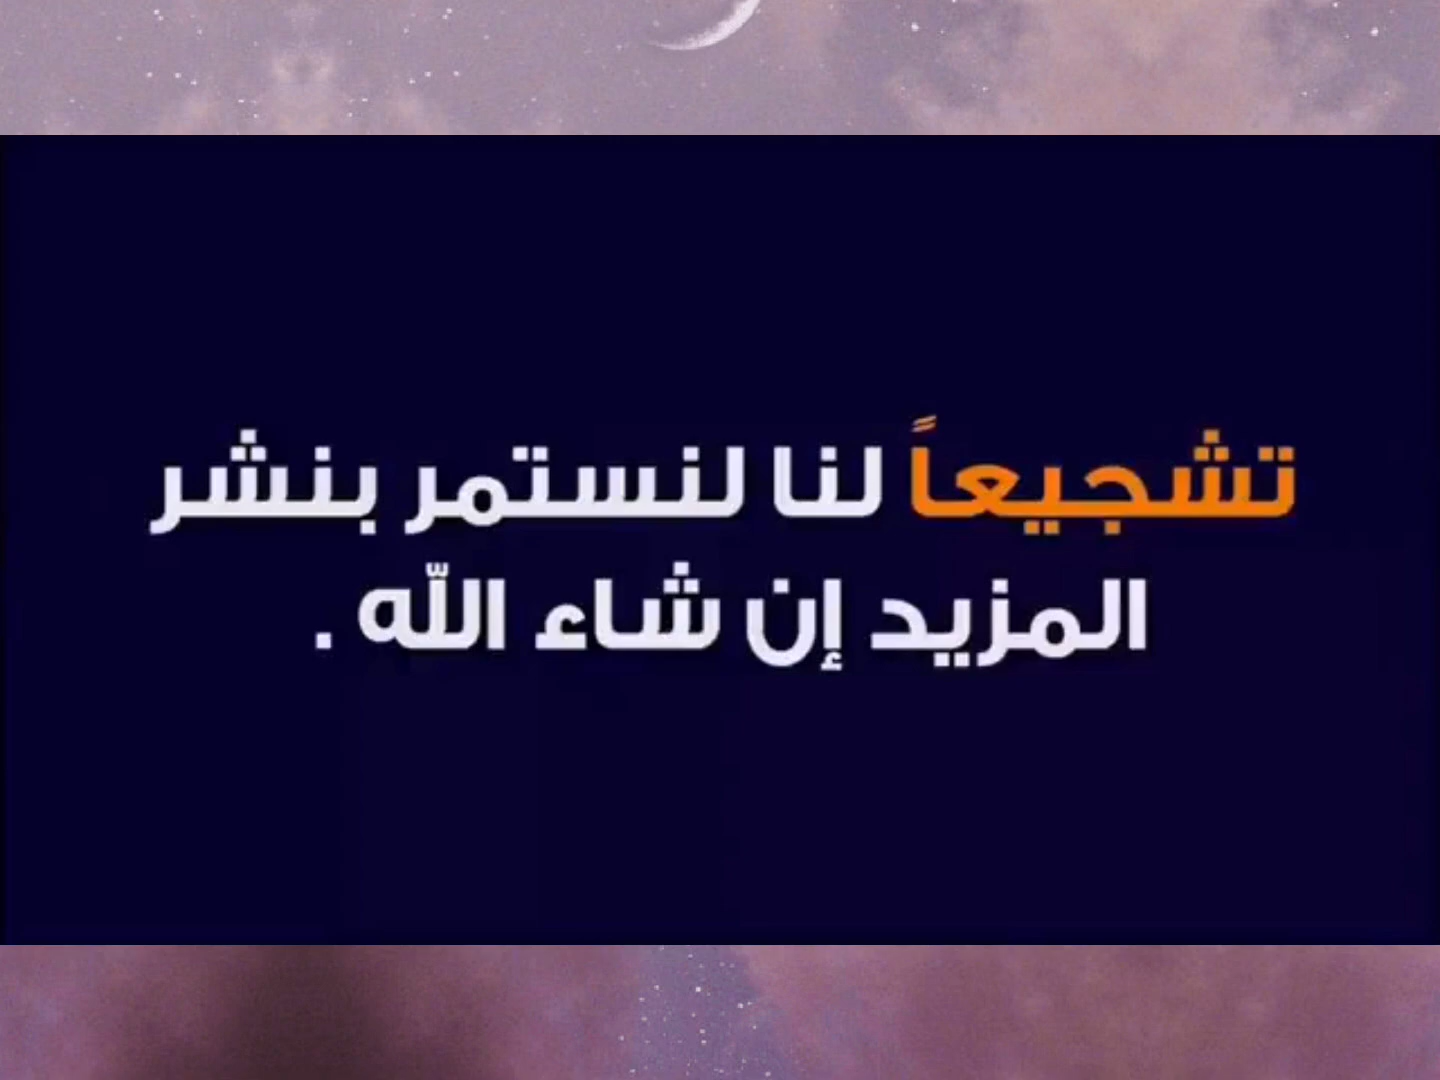 تشجيعاً لنا لنستمر بنشر
المزيد إن شاء اللّه .